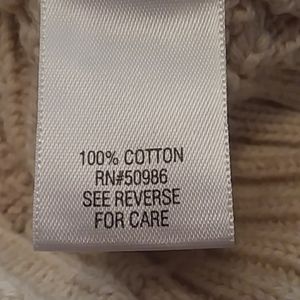 100% COTTON
RN#50986
SEE REVERSE
FOR CARE